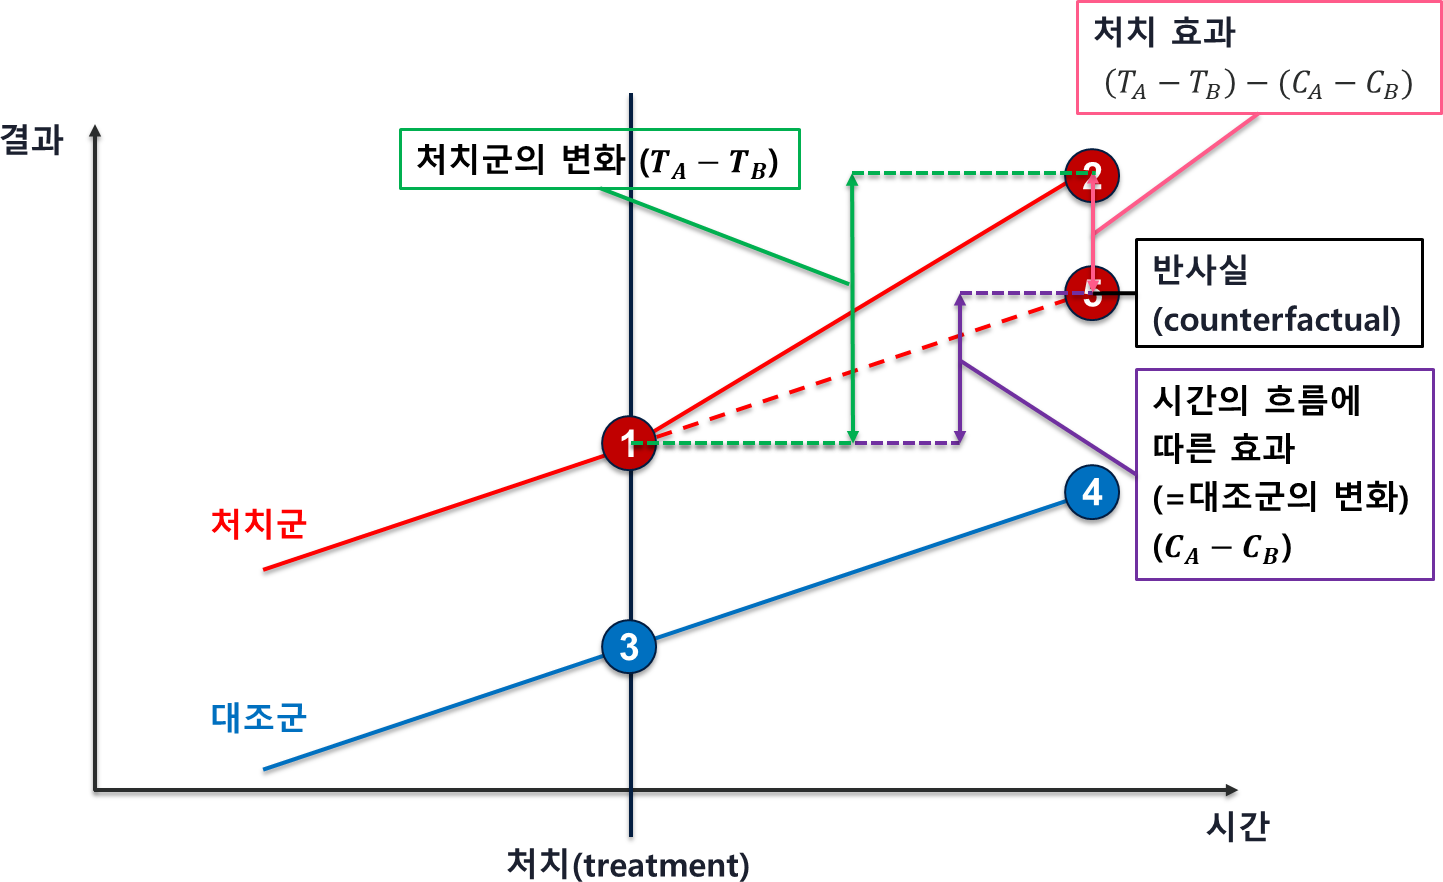 처치 효과
(T_A − T_B) − (C_A − C_B)
결과
처치군의 변화 (T_A − T_B)
2
반사실
(counterfactual)
5
시간의 흐름에
따른 효과
(=대조군의 변화)
(C_A − C_B)
1
4
처치군
3
대조군
시간
처치(treatment)